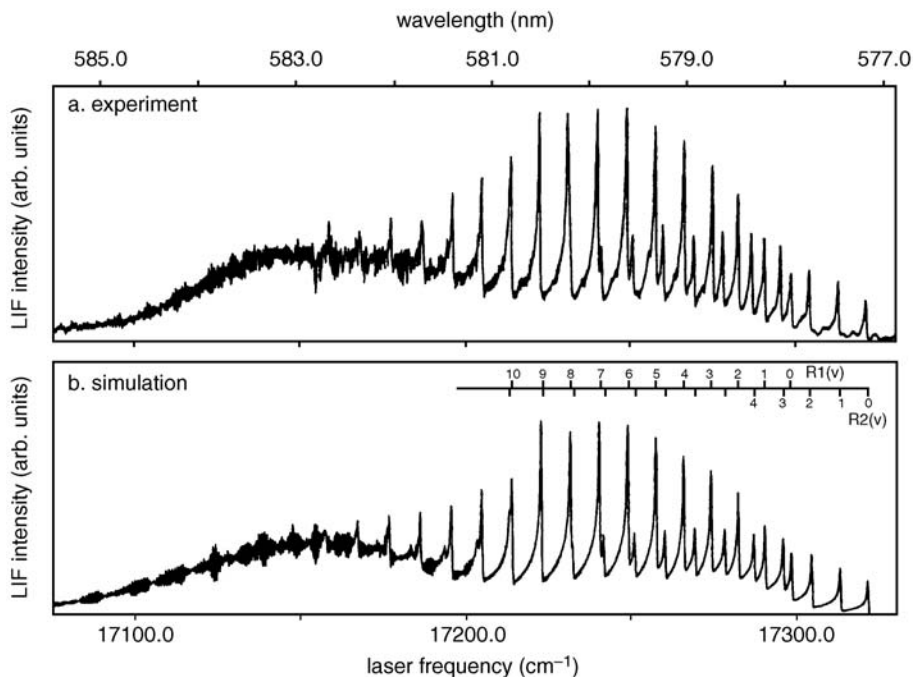 wavelength (nm)
585.0 583.0 581.0 579.0 577.0
a. experiment
LIF intensity (arb. units)
b. simulation
10 9 8 7 6 5 4 3 2 1 0 R1(v)
4 3 2 1 0
R2(v)
LIF intensity (arb. units)
17100.0 17200.0 17300.0
laser frequency (cm⁻¹)